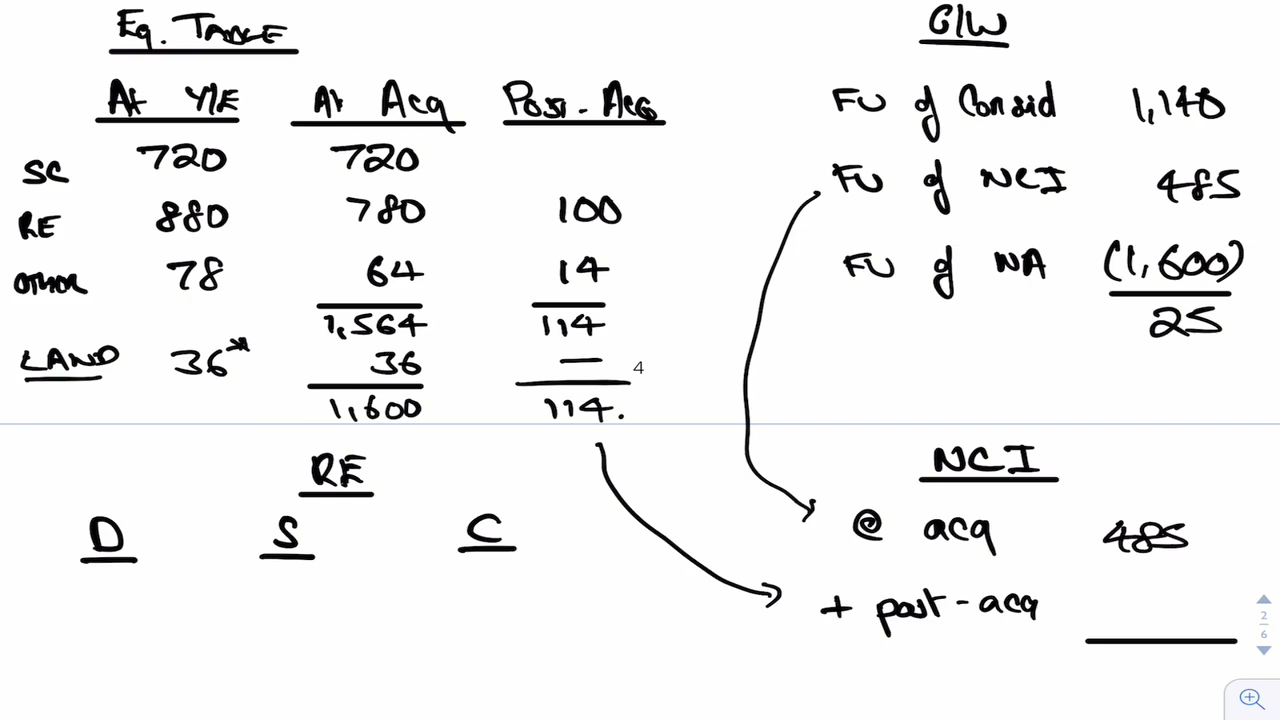 Eq. TABLE
At Y/E At Acq Post-Acq
SC 720 720
RE 880 780 100
OTHER 78 64 14
1,564 114
LAND 36* 36 —
4
1,600 114.
G/W
FV of Consid 1,140
FV of NCI 485
FV of NA (1,600)
25
RE
D S C
NCI
@ acq 485
+ post-acq
2
6